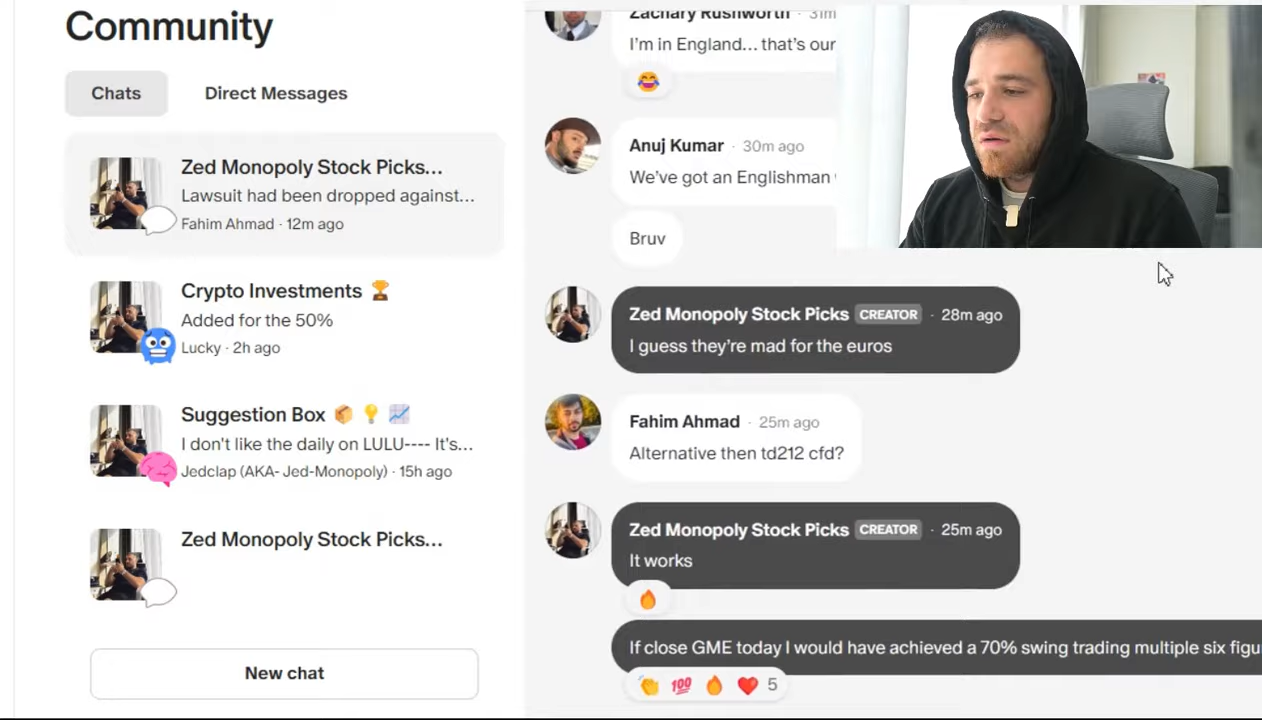 Community
Chats
Direct Messages
Zed Monopoly Stock Picks...
Lawsuit had been dropped against...
Fahim Ahmad · 12m ago
Crypto Investments 🏆
Added for the 50%
Lucky · 2h ago
Suggestion Box 📦 💡 📈
I don't like the daily on LULU---- It's...
Jedclap (AKA- Jed-Monopoly) · 15h ago
Zed Monopoly Stock Picks...
New chat
Zachary Rushworth · 31m
I'm in England... that's our
😂
Anuj Kumar · 30m ago
We've got an Englishman
Bruv
Zed Monopoly Stock Picks CREATOR · 28m ago
I guess they're mad for the euros
Fahim Ahmad · 25m ago
Alternative then td212 cfd?
Zed Monopoly Stock Picks CREATOR · 25m ago
It works
🔥
If close GME today I would have achieved a 70% swing trading multiple six figu
👏 💯 🔥 ❤️ 5